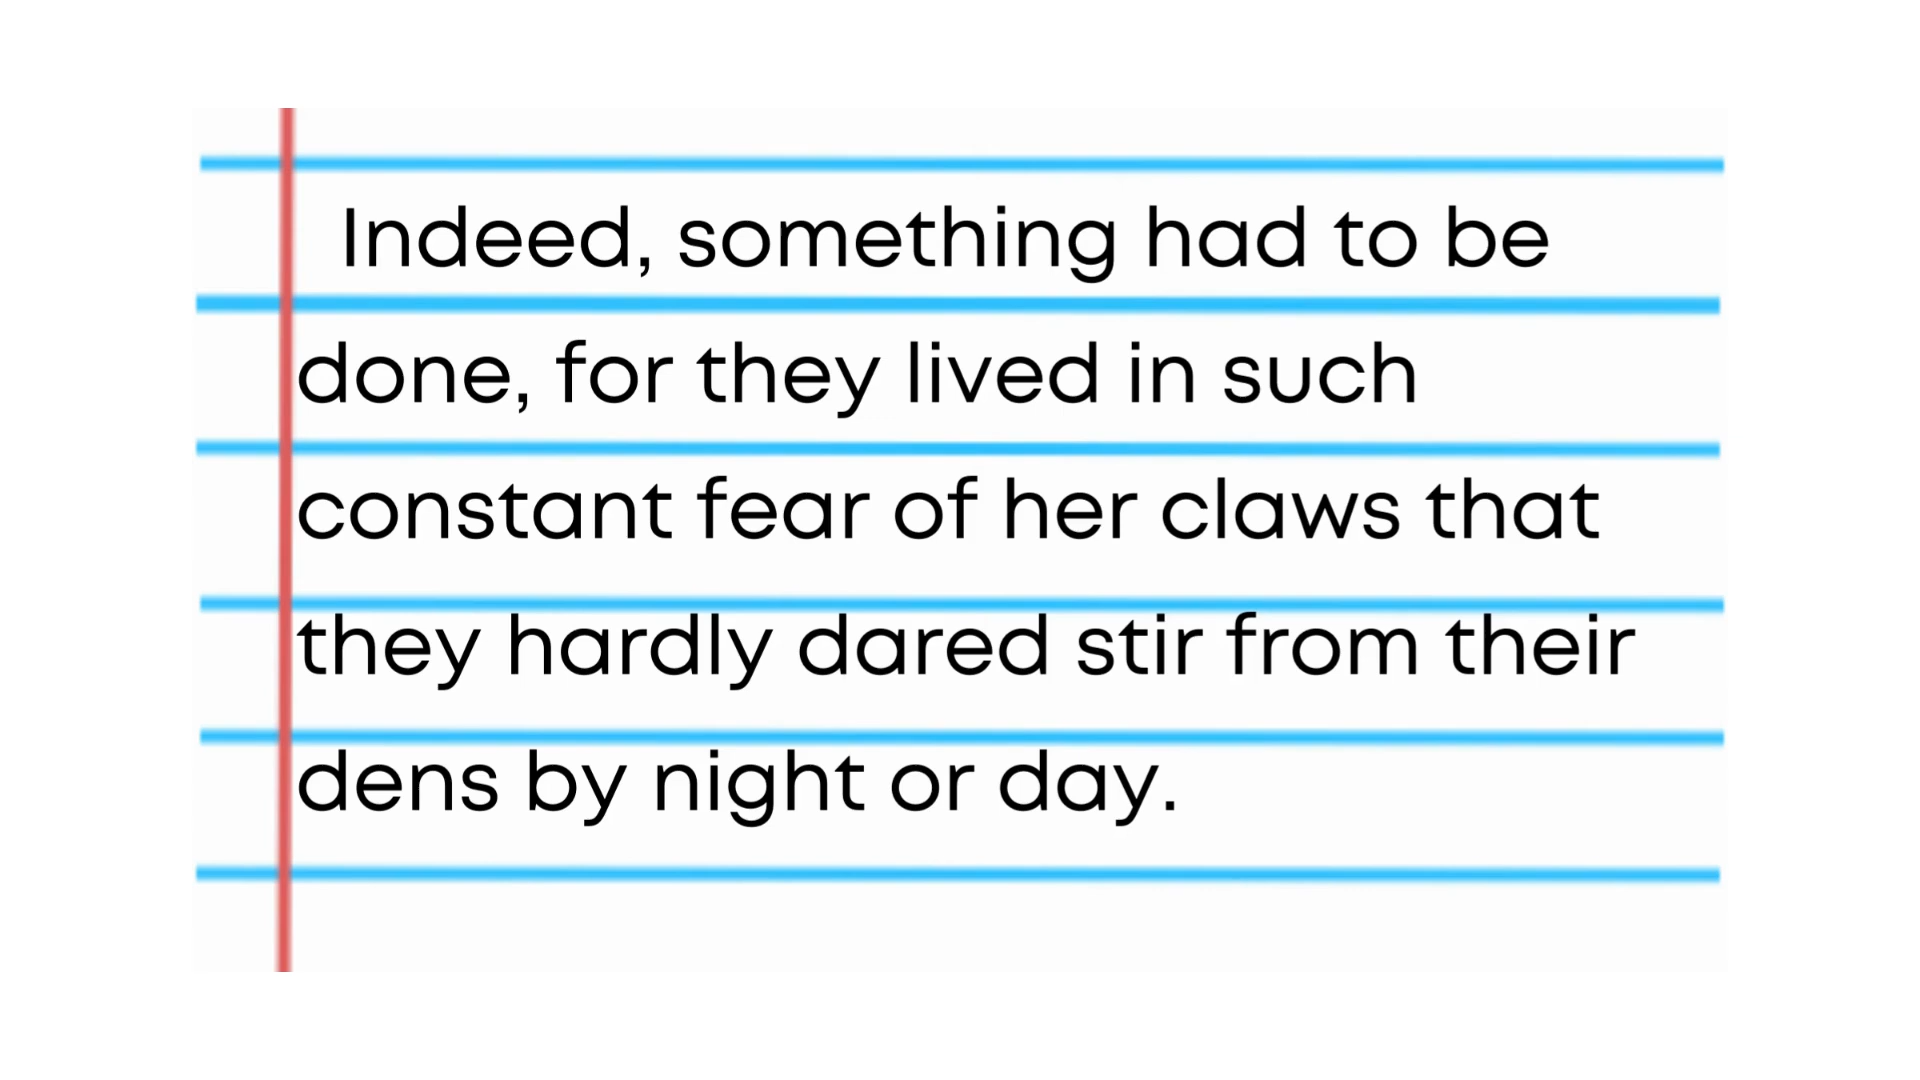 Indeed, something had to be
done, for they lived in such
constant fear of her claws that
they hardly dared stir from their
dens by night or day.